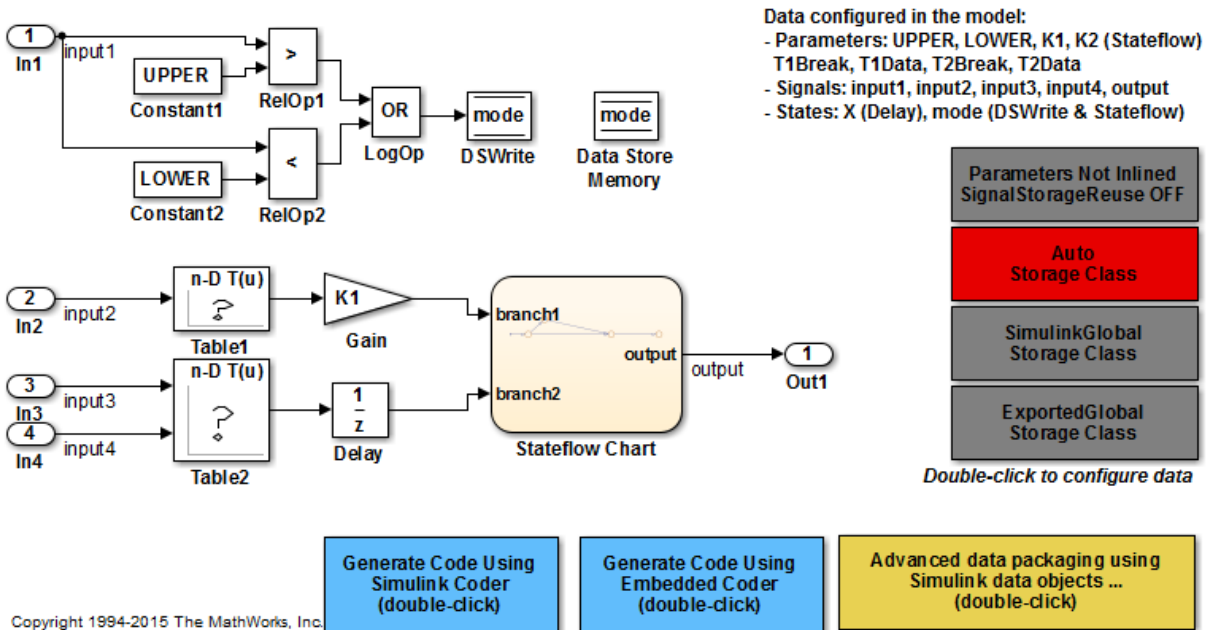 Data configured in the model:
- Parameters: UPPER, LOWER, K1, K2 (Stateflow)
T1Break, T1Data, T2Break, T2Data
- Signals: input1, input2, input3, input4, output
- States: X (Delay), mode (DSWrite & Stateflow)
1
In1
input1
UPPER
Constant1
>
RelOp1
LOWER
Constant2
<
RelOp2
OR
LogOp
mode
DSWrite
mode
Data Store
Memory
Parameters Not Inlined
SignalStorageReuse OFF
Auto
Storage Class
SimulinkGlobal
Storage Class
ExportedGlobal
Storage Class
Double-click to configure data
2
In2
input2
n-D T(u)
?
Table1
K1
Gain
3
In3
input3
4
In4
input4
n-D T(u)
?
Table2
1
z
Delay
branch1
branch2
output
Stateflow Chart
output
1
Out1
Generate Code Using
Simulink Coder
(double-click)
Generate Code Using
Embedded Coder
(double-click)
Advanced data packaging using
Simulink data objects ...
(double-click)
Copyright 1994-2015 The MathWorks, Inc.